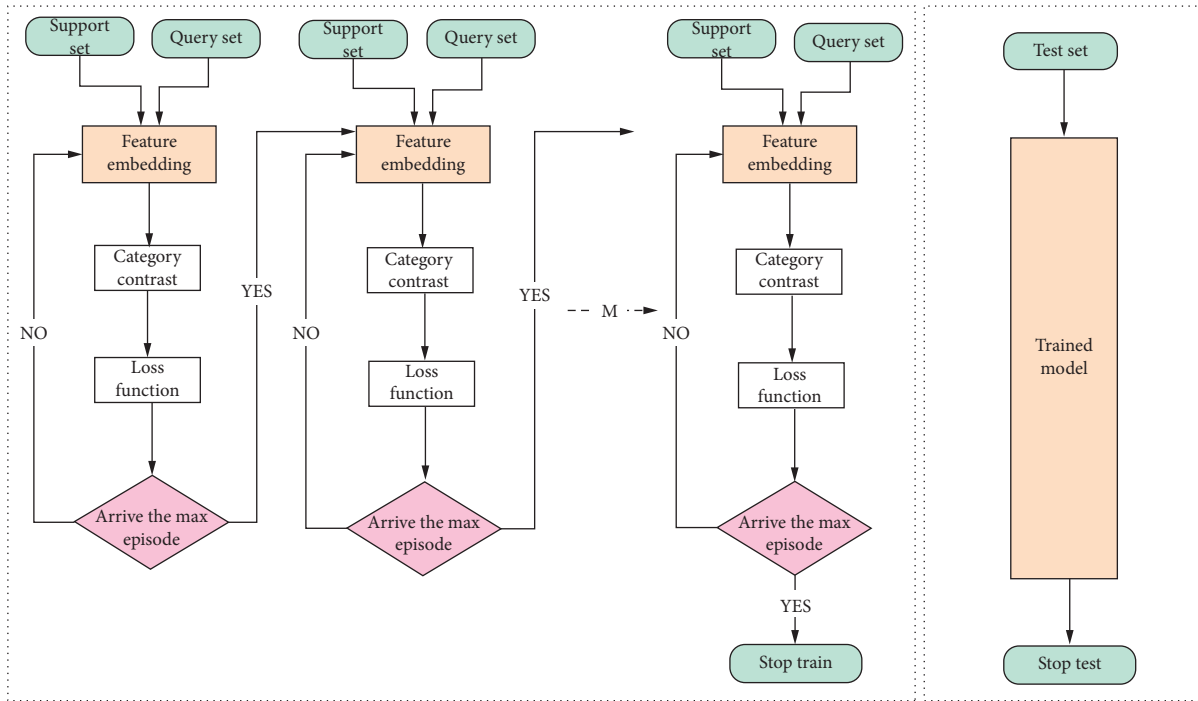 Support
set
Query set
Feature
embedding
Category
contrast
Loss
function
Arrive the max
episode
NO
YES
Support
set
Query set
Feature
embedding
Category
contrast
Loss
function
Arrive the max
episode
NO
YES
M
Support
set
Query set
Feature
embedding
Category
contrast
Loss
function
Arrive the max
episode
NO
YES
Stop train
Test set
Trained
model
Stop test